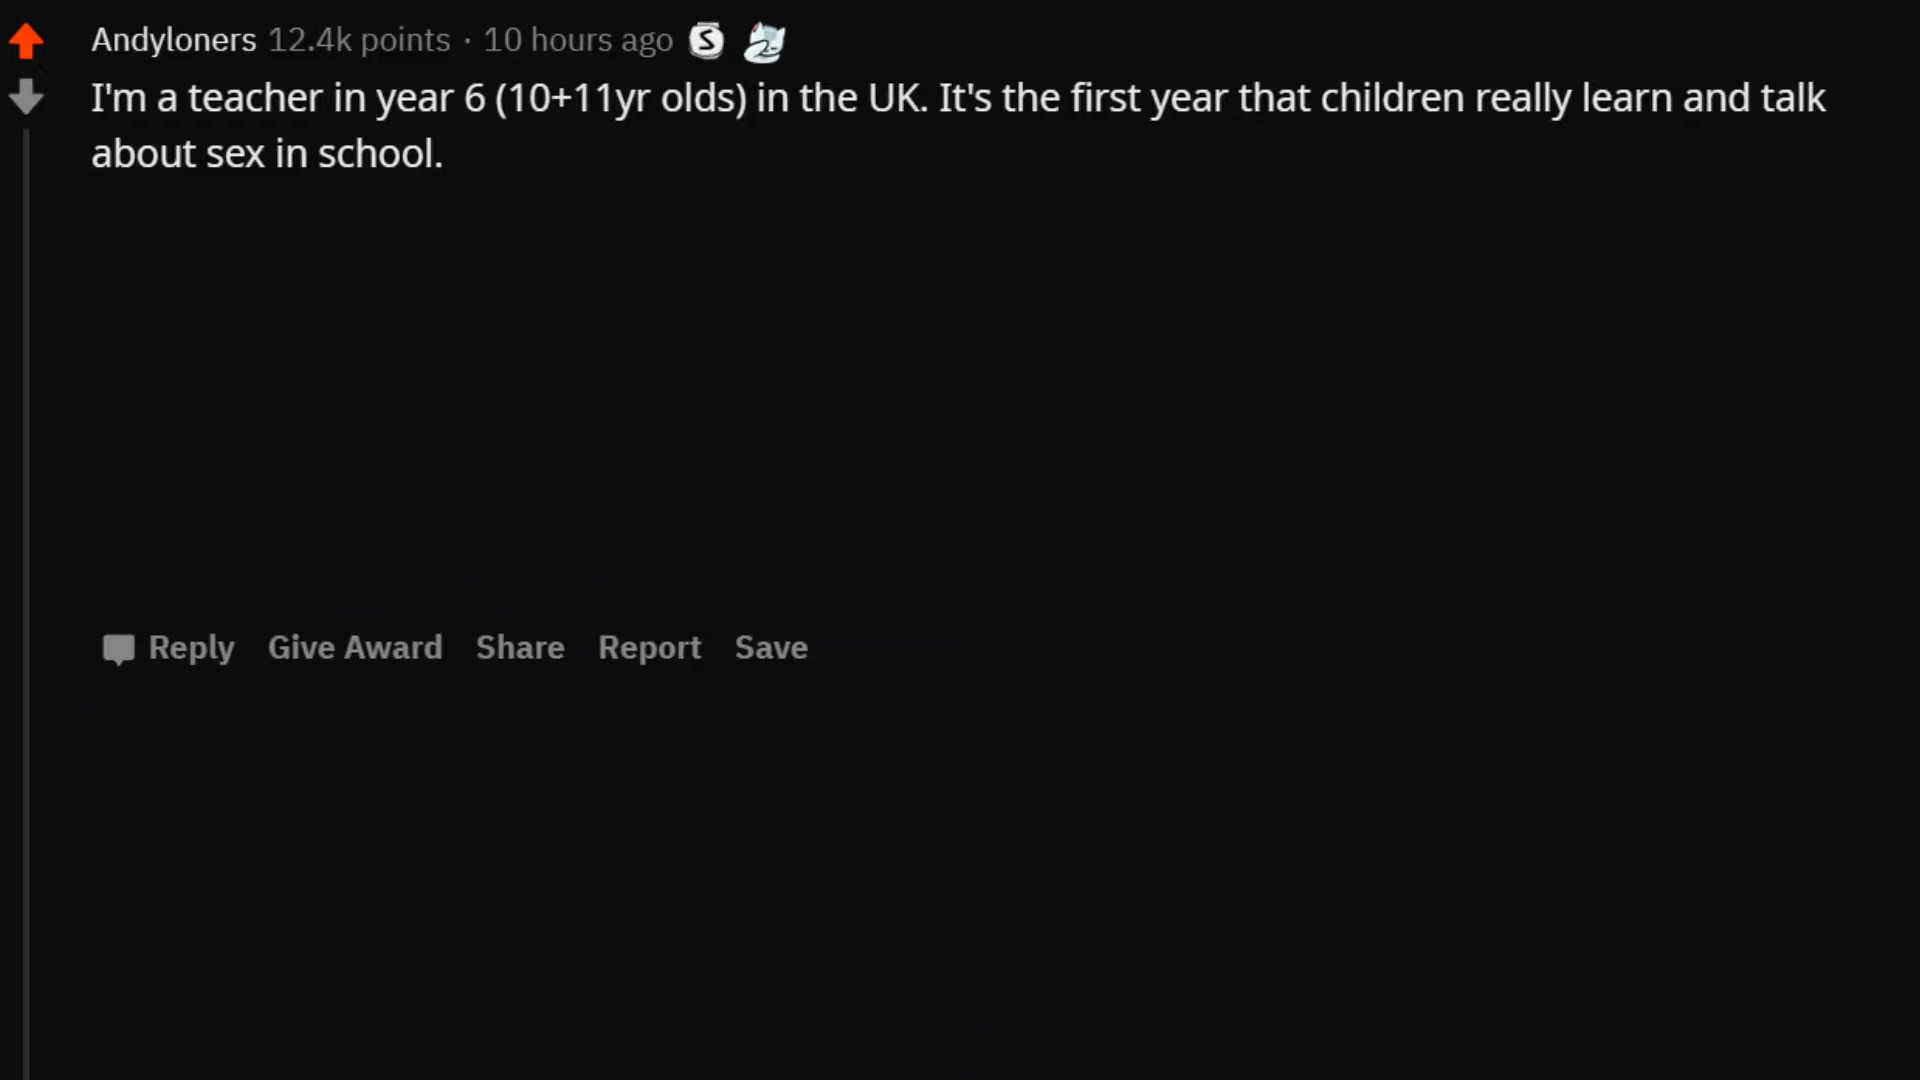 Andyloners 12.4k points · 10 hours ago S
I'm a teacher in year 6 (10+11yr olds) in the UK. It's the first year that children really learn and talk
about sex in school.
Reply Give Award Share Report Save